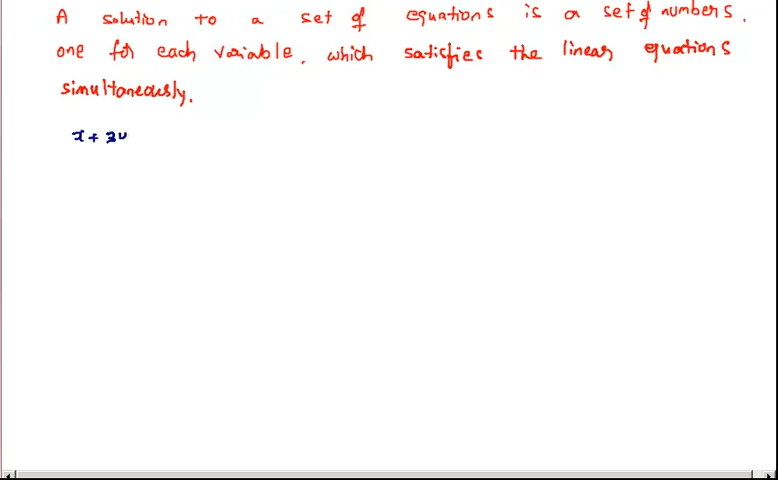 A solution to a set of equations is a set of numbers,
one for each variable, which satisfies the linear equations
simultaneously.
x + 3